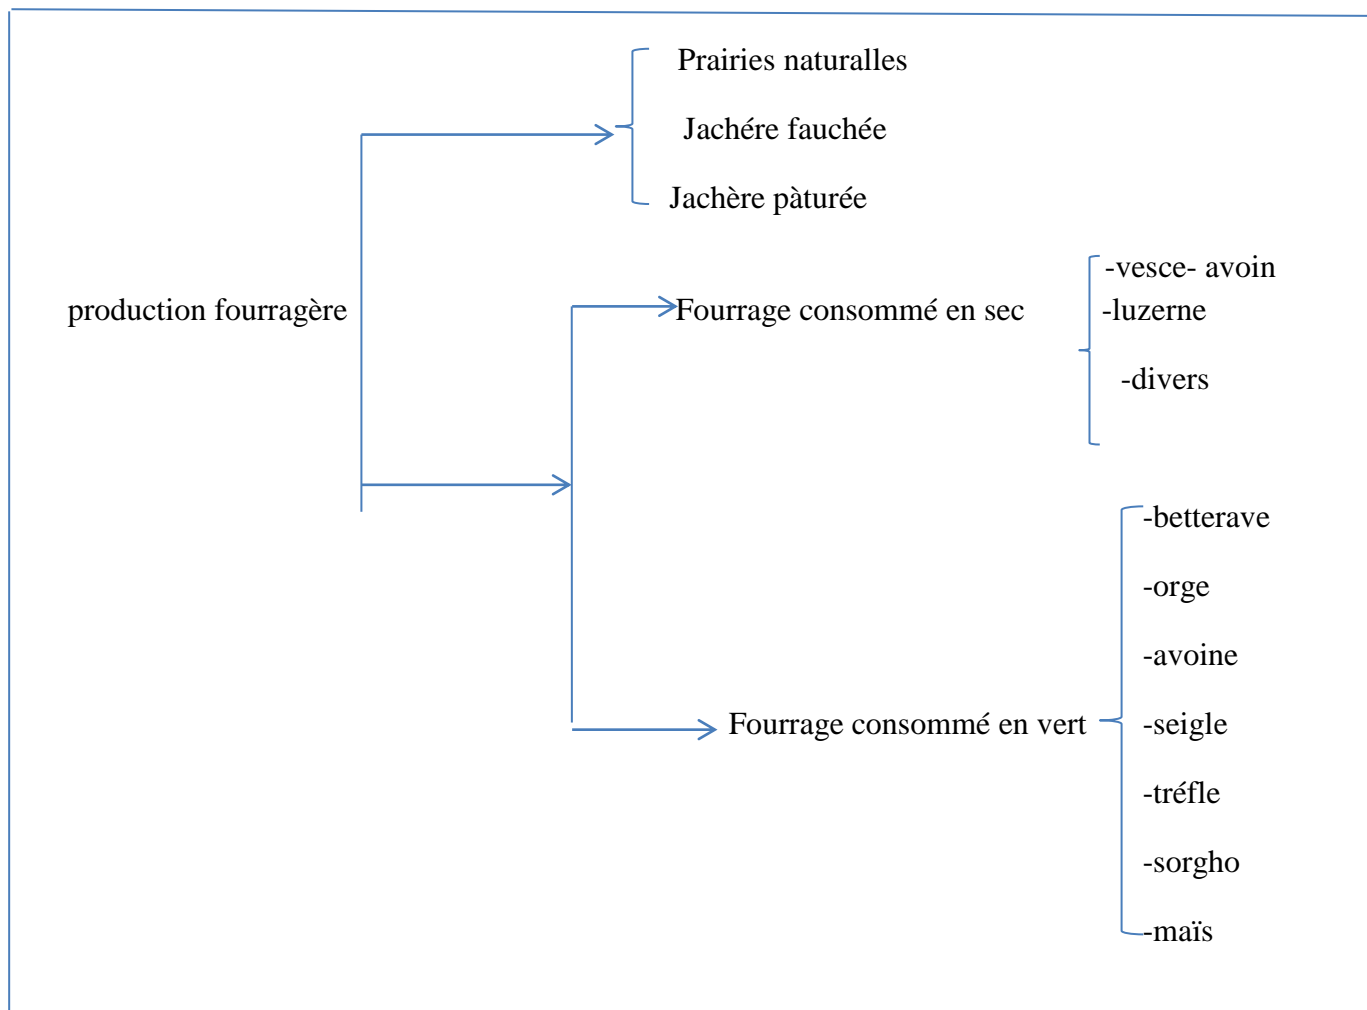 Prairies naturalles
Jachére fauchée
Jachère pàturée
production fourragère
Fourrage consommé en sec
-vesce- avoin
-luzerne
-divers
Fourrage consommé en vert
-betterave
-orge
-avoine
-seigle
-tréfle
-sorgho
-maïs